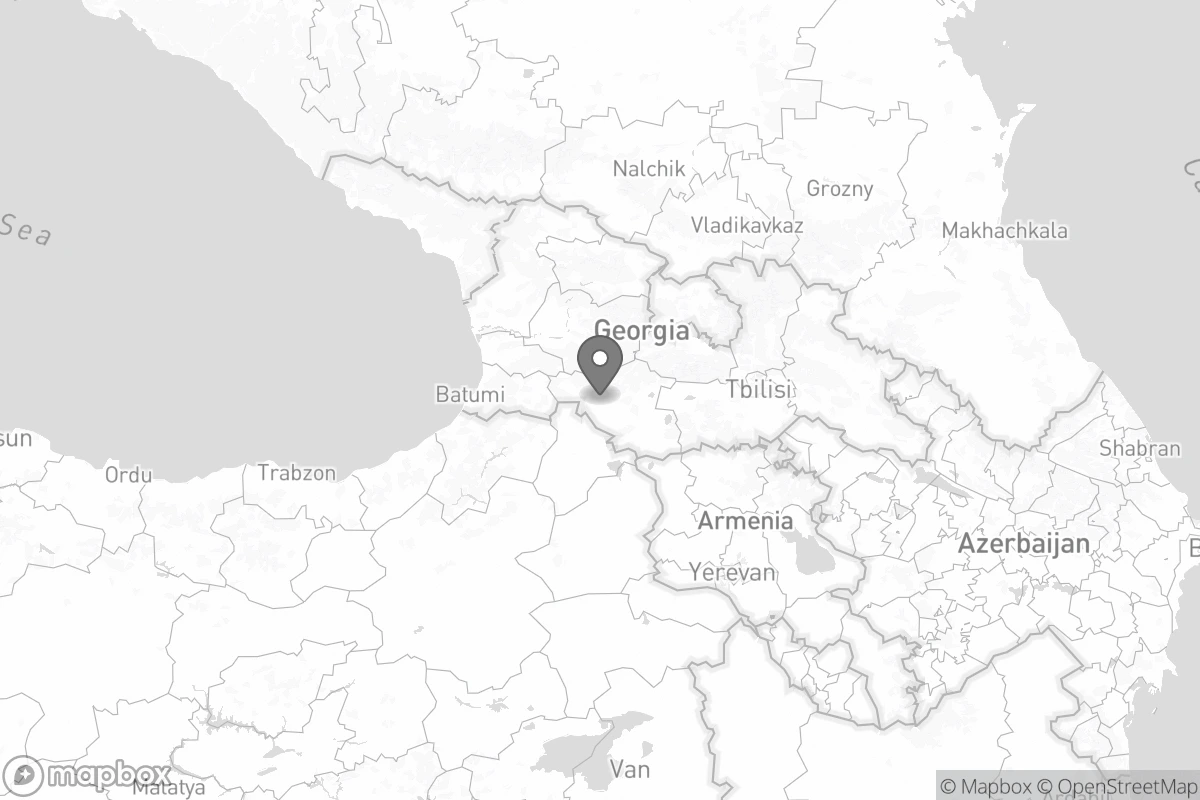 Nalchik
Grozny
Vladikavkaz
Sea
Makhachkala
Georgia
Tbilisi
Batumi
sun
Shabran
Ordu
Trabzon
Armenia
Azerbaijan
B
Yerevan
Van
mapbox
Malatya
© Mapbox © OpenStreetMap